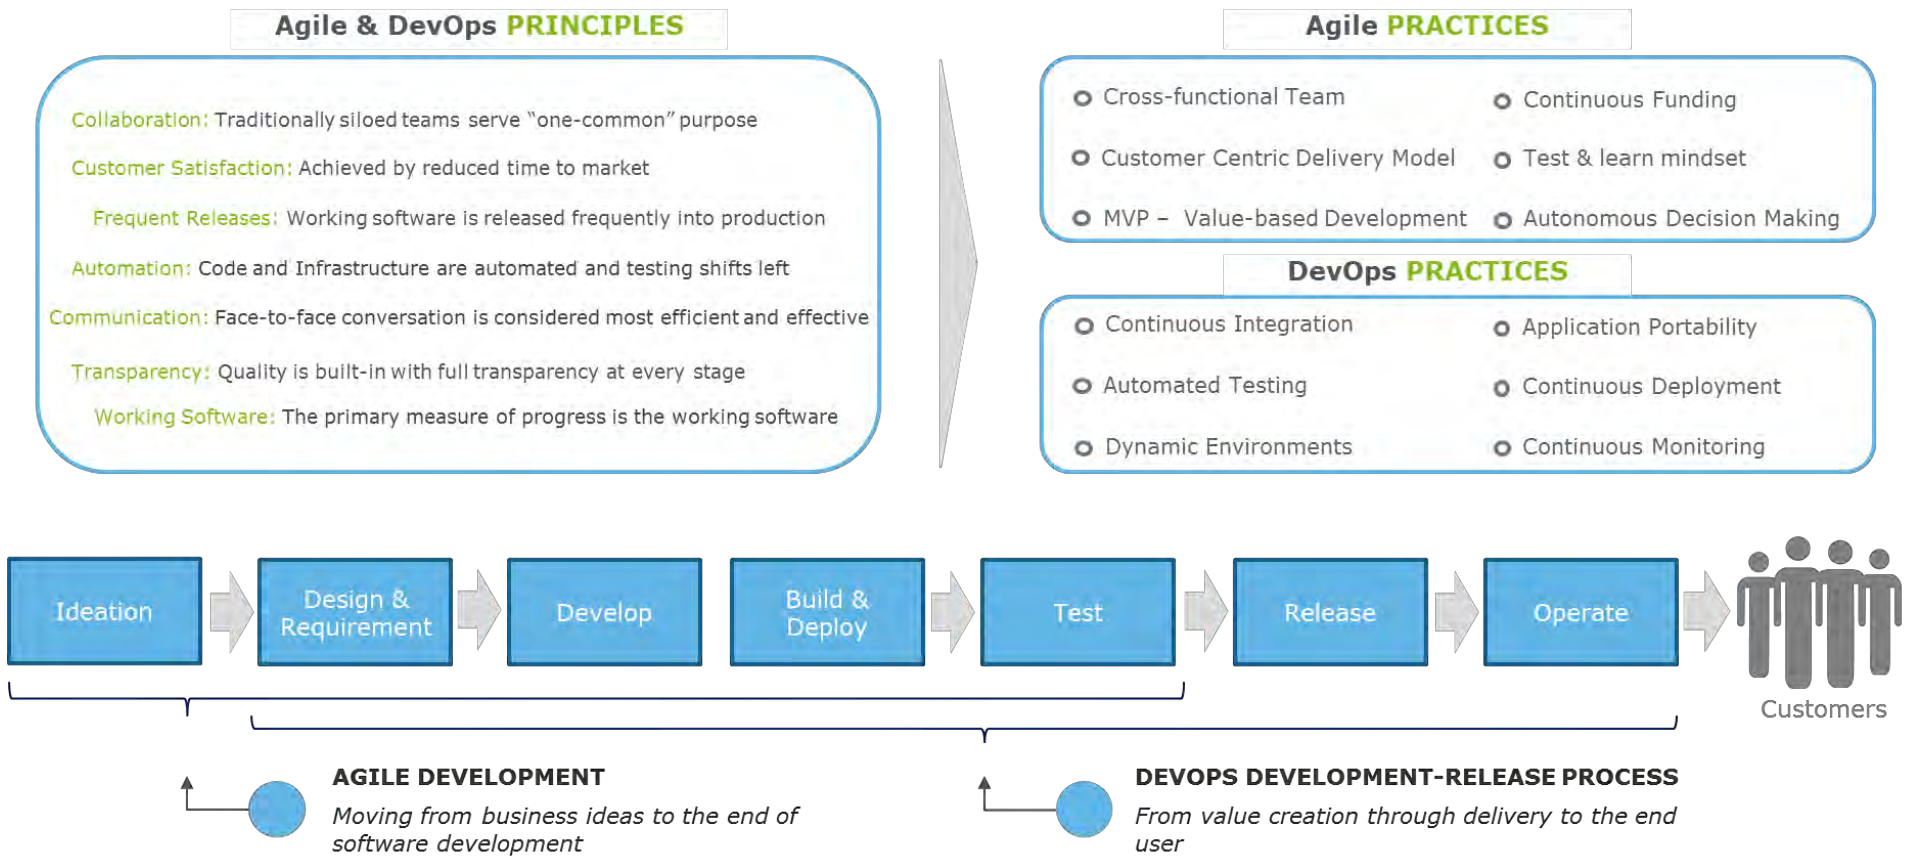 Agile & DevOps PRINCIPLES
Collaboration: Traditionally siloed teams serve “one-common” purpose
Customer Satisfaction: Achieved by reduced time to market
Frequent Releases: Working software is released frequently into production
Automation: Code and Infrastructure are automated and testing shifts left
Communication: Face-to-face conversation is considered most efficient and effective
Transparency: Quality is built-in with full transparency at every stage
Working Software: The primary measure of progress is the working software
Agile PRACTICES
Cross-functional Team
Customer Centric Delivery Model
MVP – Value-based Development
Continuous Funding
Test & learn mindset
Autonomous Decision Making
DevOps PRACTICES
Continuous Integration
Automated Testing
Dynamic Environments
Application Portability
Continuous Deployment
Continuous Monitoring
Ideation
Design &
Requirement
Develop
Build &
Deploy
Test
Release
Operate
Customers
AGILE DEVELOPMENT
Moving from business ideas to the end of
software development
DEVOPS DEVELOPMENT-RELEASE PROCESS
From value creation through delivery to the end
user